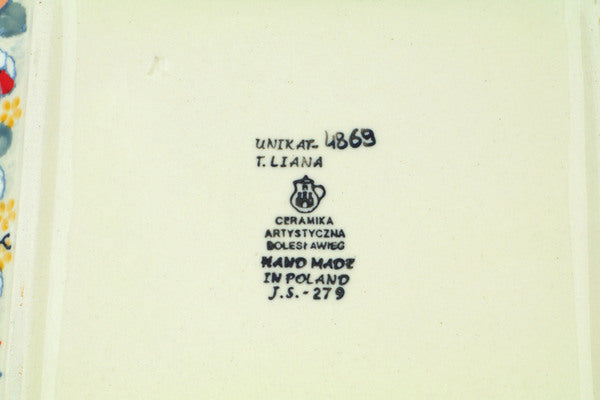 UNIKAT- 4869
T. LIANA
CERAMIKA
ARTYSTYCZNA
BOLESŁAWIEC
HAND MADE
IN POLAND
J.S.-279